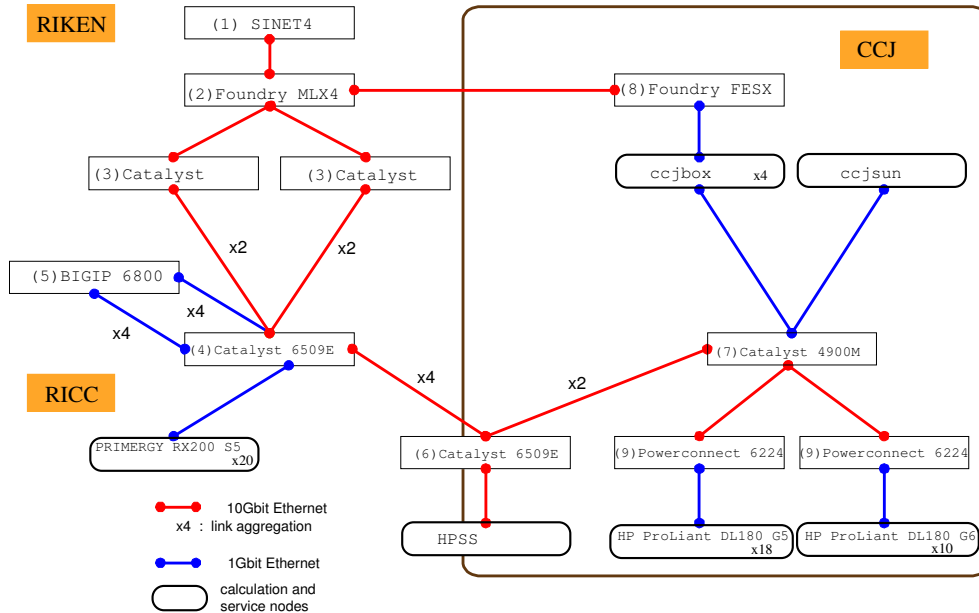 RIKEN
(1) SINET4
CCJ
(2)Foundry MLX4
(8)Foundry FESX
(3)Catalyst
(3)Catalyst
ccjbox x4
ccjsun
x2
x2
(5)BIGIP 6800
x4
x4
(4)Catalyst 6509E
(7)Catalyst 4900M
x4
x2
RICC
PRIMERGY RX200 S5
x20
(6)Catalyst 6509E
(9)Powerconnect 6224
(9)Powerconnect 6224
10Gbit Ethernet
x4 : link aggregation
HPSS
HP ProLiant DL180 G5
x18
HP ProLiant DL180 G6
x10
1Gbit Ethernet
calculation and
service nodes